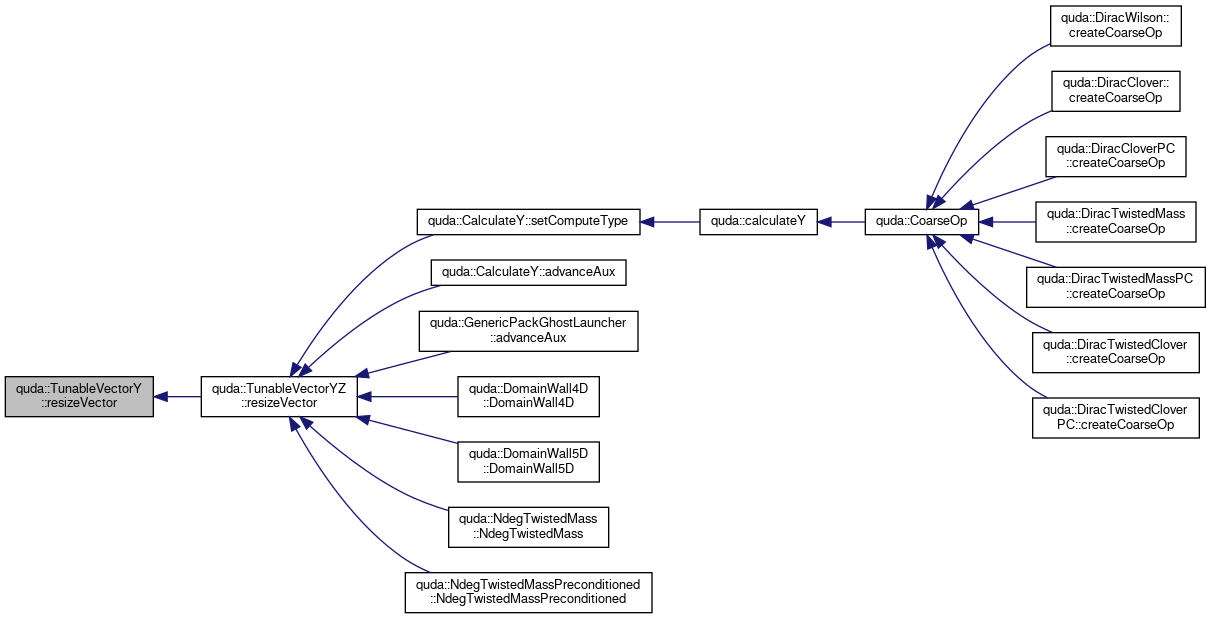 quda::DiracWilson::
createCoarseOp
quda::DiracClover::
createCoarseOp
quda::DiracCloverPC
::createCoarseOp
quda::CalculateY::setComputeType
quda::calculateY
quda::CoarseOp
quda::DiracTwistedMass
::createCoarseOp
quda::CalculateY::advanceAux
quda::DiracTwistedMassPC
::createCoarseOp
quda::GenericPackGhostLauncher
::advanceAux
quda::DiracTwistedClover
::createCoarseOp
quda::TunableVectorY
::resizeVector
quda::TunableVectorYZ
::resizeVector
quda::DomainWall4D
::DomainWall4D
quda::DiracTwistedClover
PC::createCoarseOp
quda::DomainWall5D
::DomainWall5D
quda::NdegTwistedMass
::NdegTwistedMass
quda::NdegTwistedMassPreconditioned
::NdegTwistedMassPreconditioned